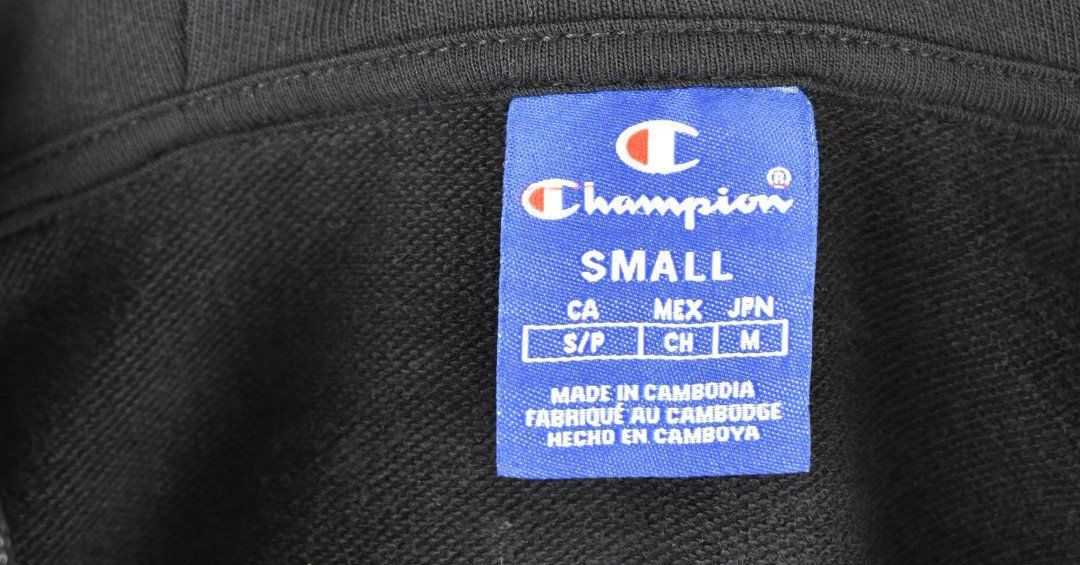 C
Champion®
SMALL
CA MEX JPN
S/P CH M
MADE IN CAMBODIA
FABRIQUÉ AU CAMBODGE
HECHO EN CAMBOYA